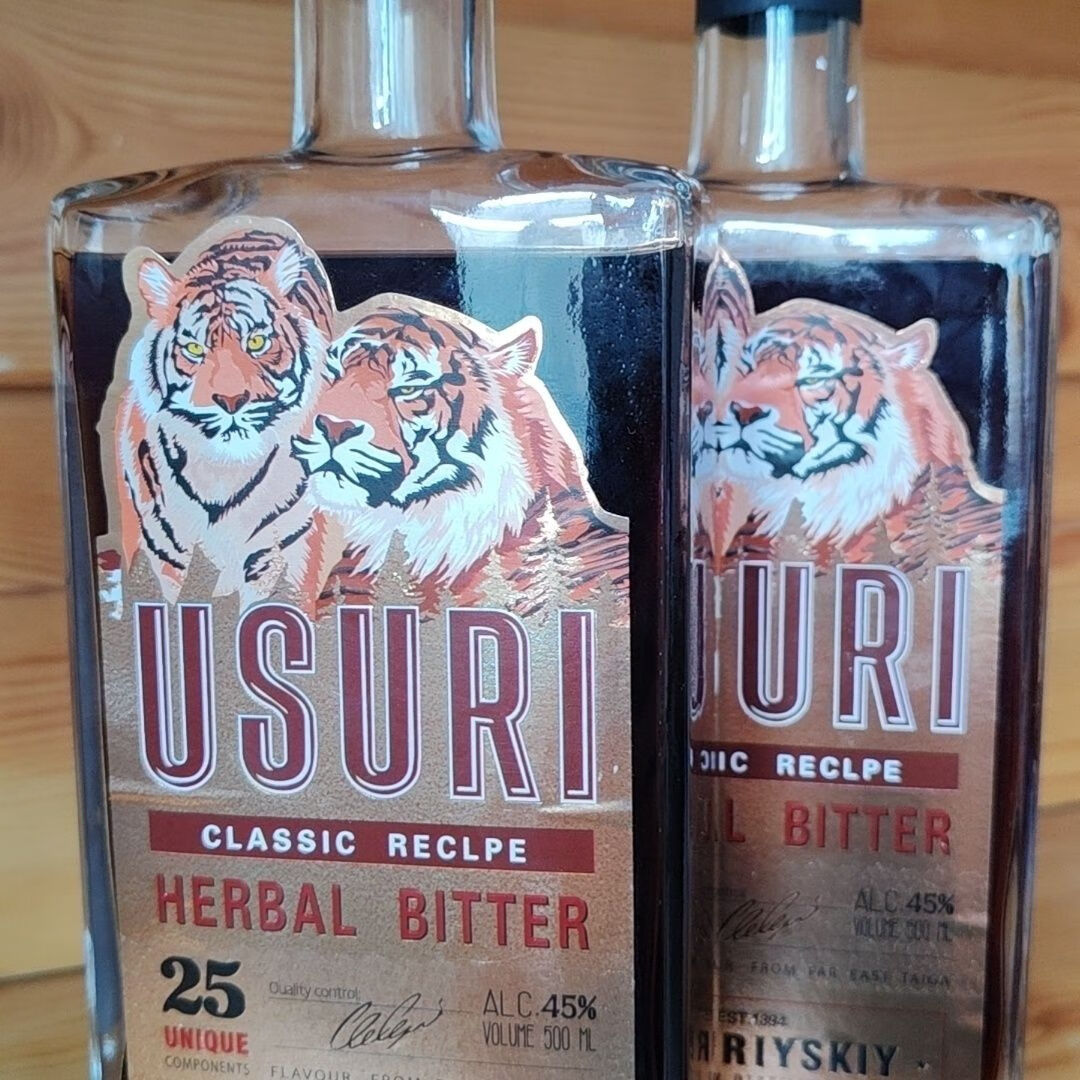 USURI
CLASSIC RECLPE
HERBAL BITTER
25
UNIQUE
COMPONENTS
Quality control:
ALC.45%
VOLUME 500 ML
FLAVOUR FROM
URI
RECLPE
BITTER
ALC.45%
VOLUME 500 ML
FROM FAR EAST TAIGA
EST.1894
RIYSKIY